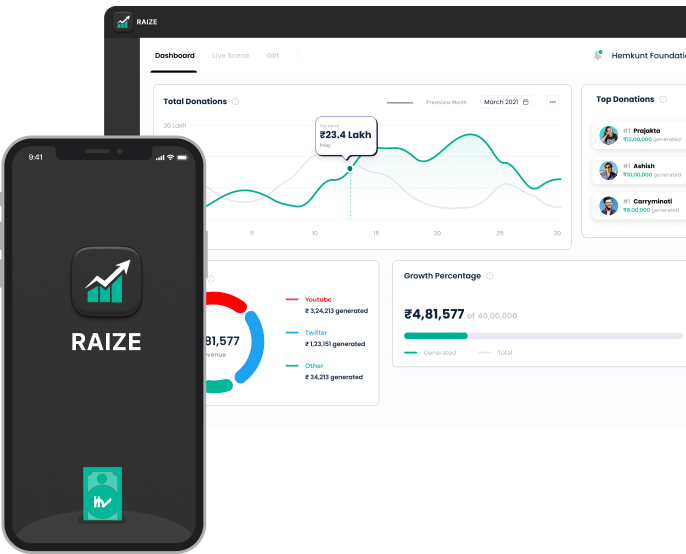 RAIZE
Dashboard
Live Scene
Gift
Hemkunt Foundatio
Total Donations
Previous Month
March 2021
30 Lakh
₹23.4 Lakh
May
5
10
15
20
25
30
Top Donations
#1 Prajakta
₹12,00,000 generated
#1 Ashish
₹10,00,000 generated
#1 Carryminati
₹8,00,000 generated
9:41
RAIZE
81,577
venue
Youtube
₹ 3,24,213 generated
Twitter
₹ 1,23,151 generated
Other
₹ 34,213 generated
Growth Percentage
₹4,81,577 of 40,00,000
Generated
Total